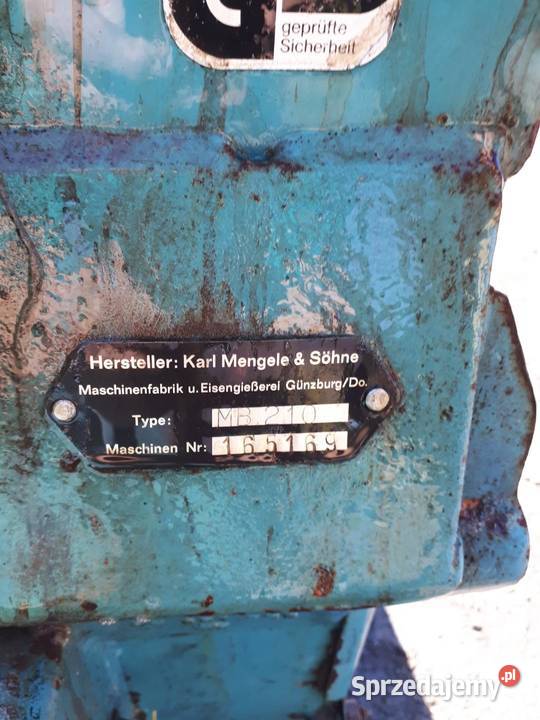 geprüfte
Sicherheit
Hersteller: Karl Mengele & Söhne
Maschinenfabrik u. Eisengießerei Günzburg/Do.
Type: MB 210
Maschinen Nr: 165169
Sprzedajemy.pl